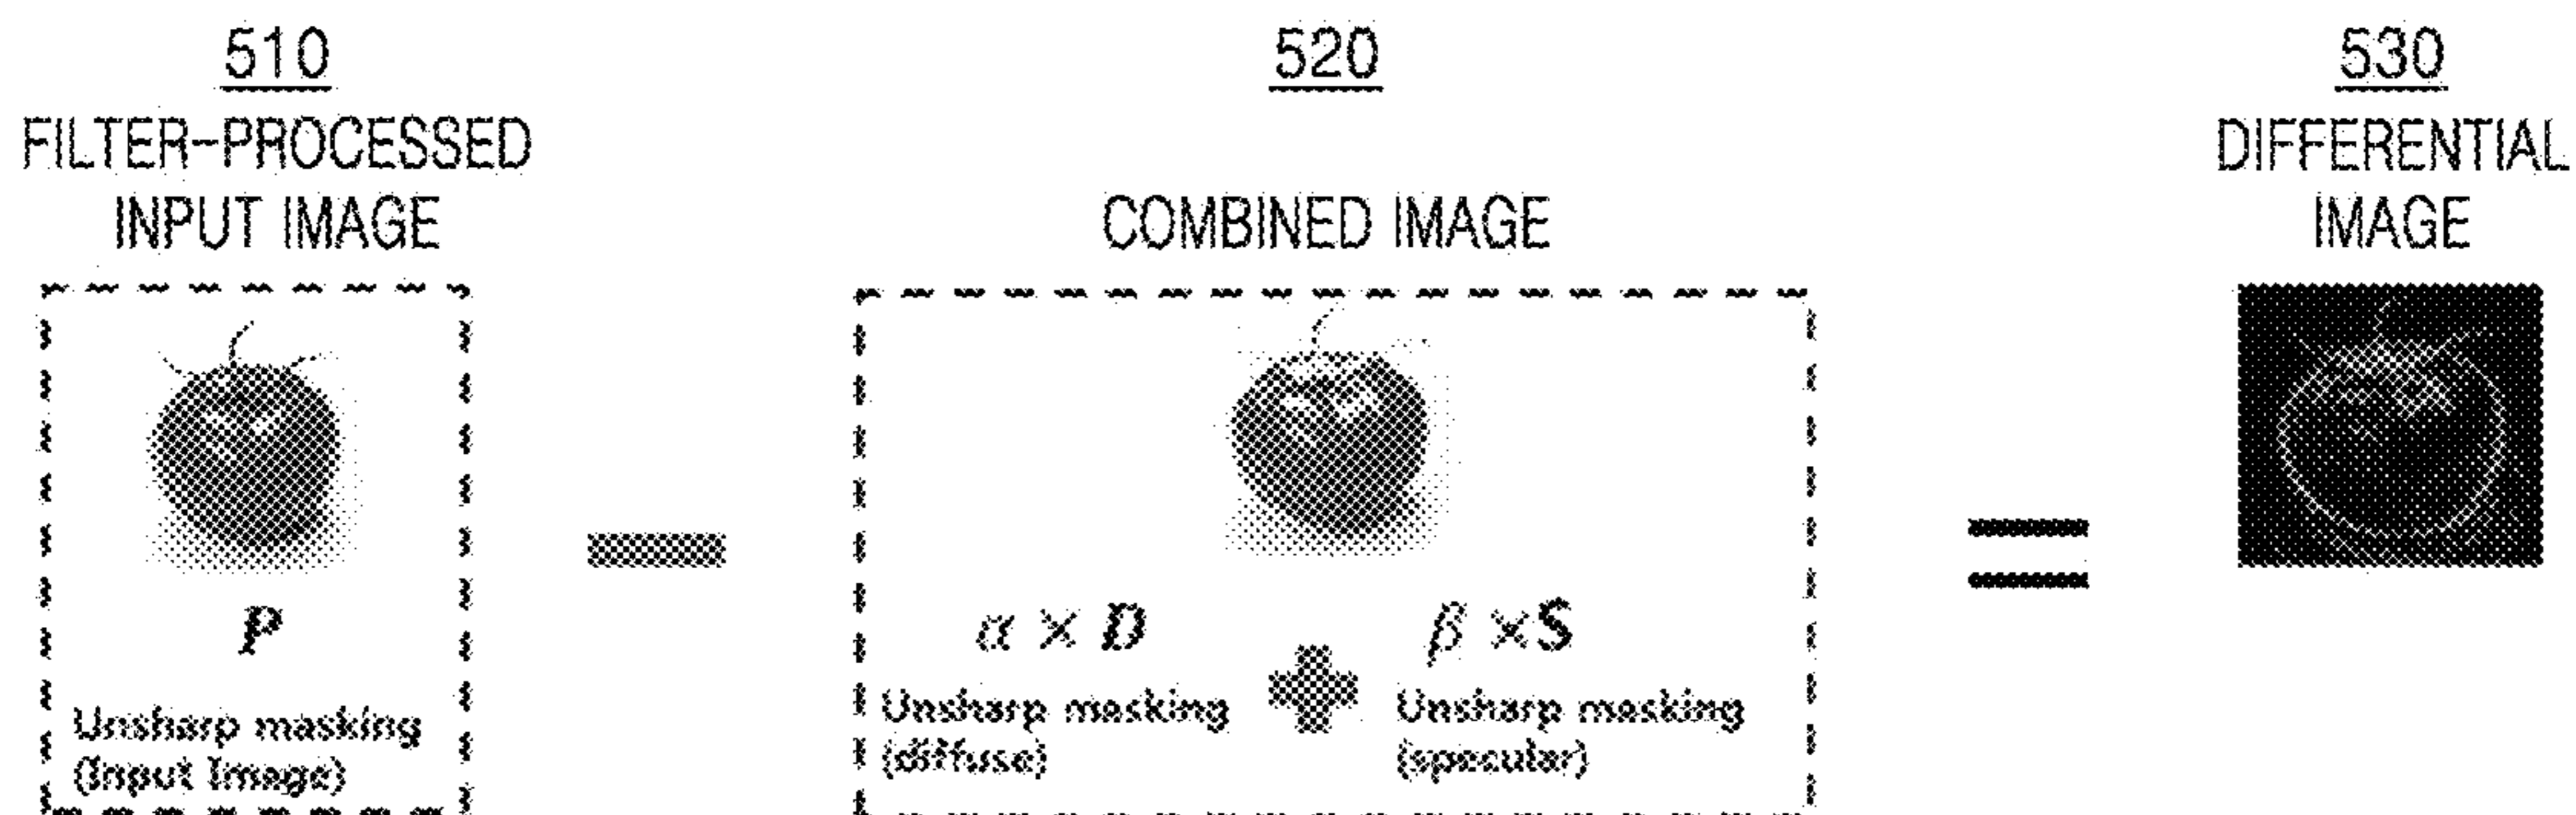 510
FILTER-PROCESSED
INPUT IMAGE
P
Unsharp masking
(Input Image)
520
COMBINED IMAGE
α × D
β ×S
Unsharp masking
(diffuse)
Unsharp masking
(specular)
530
DIFFERENTIAL
IMAGE